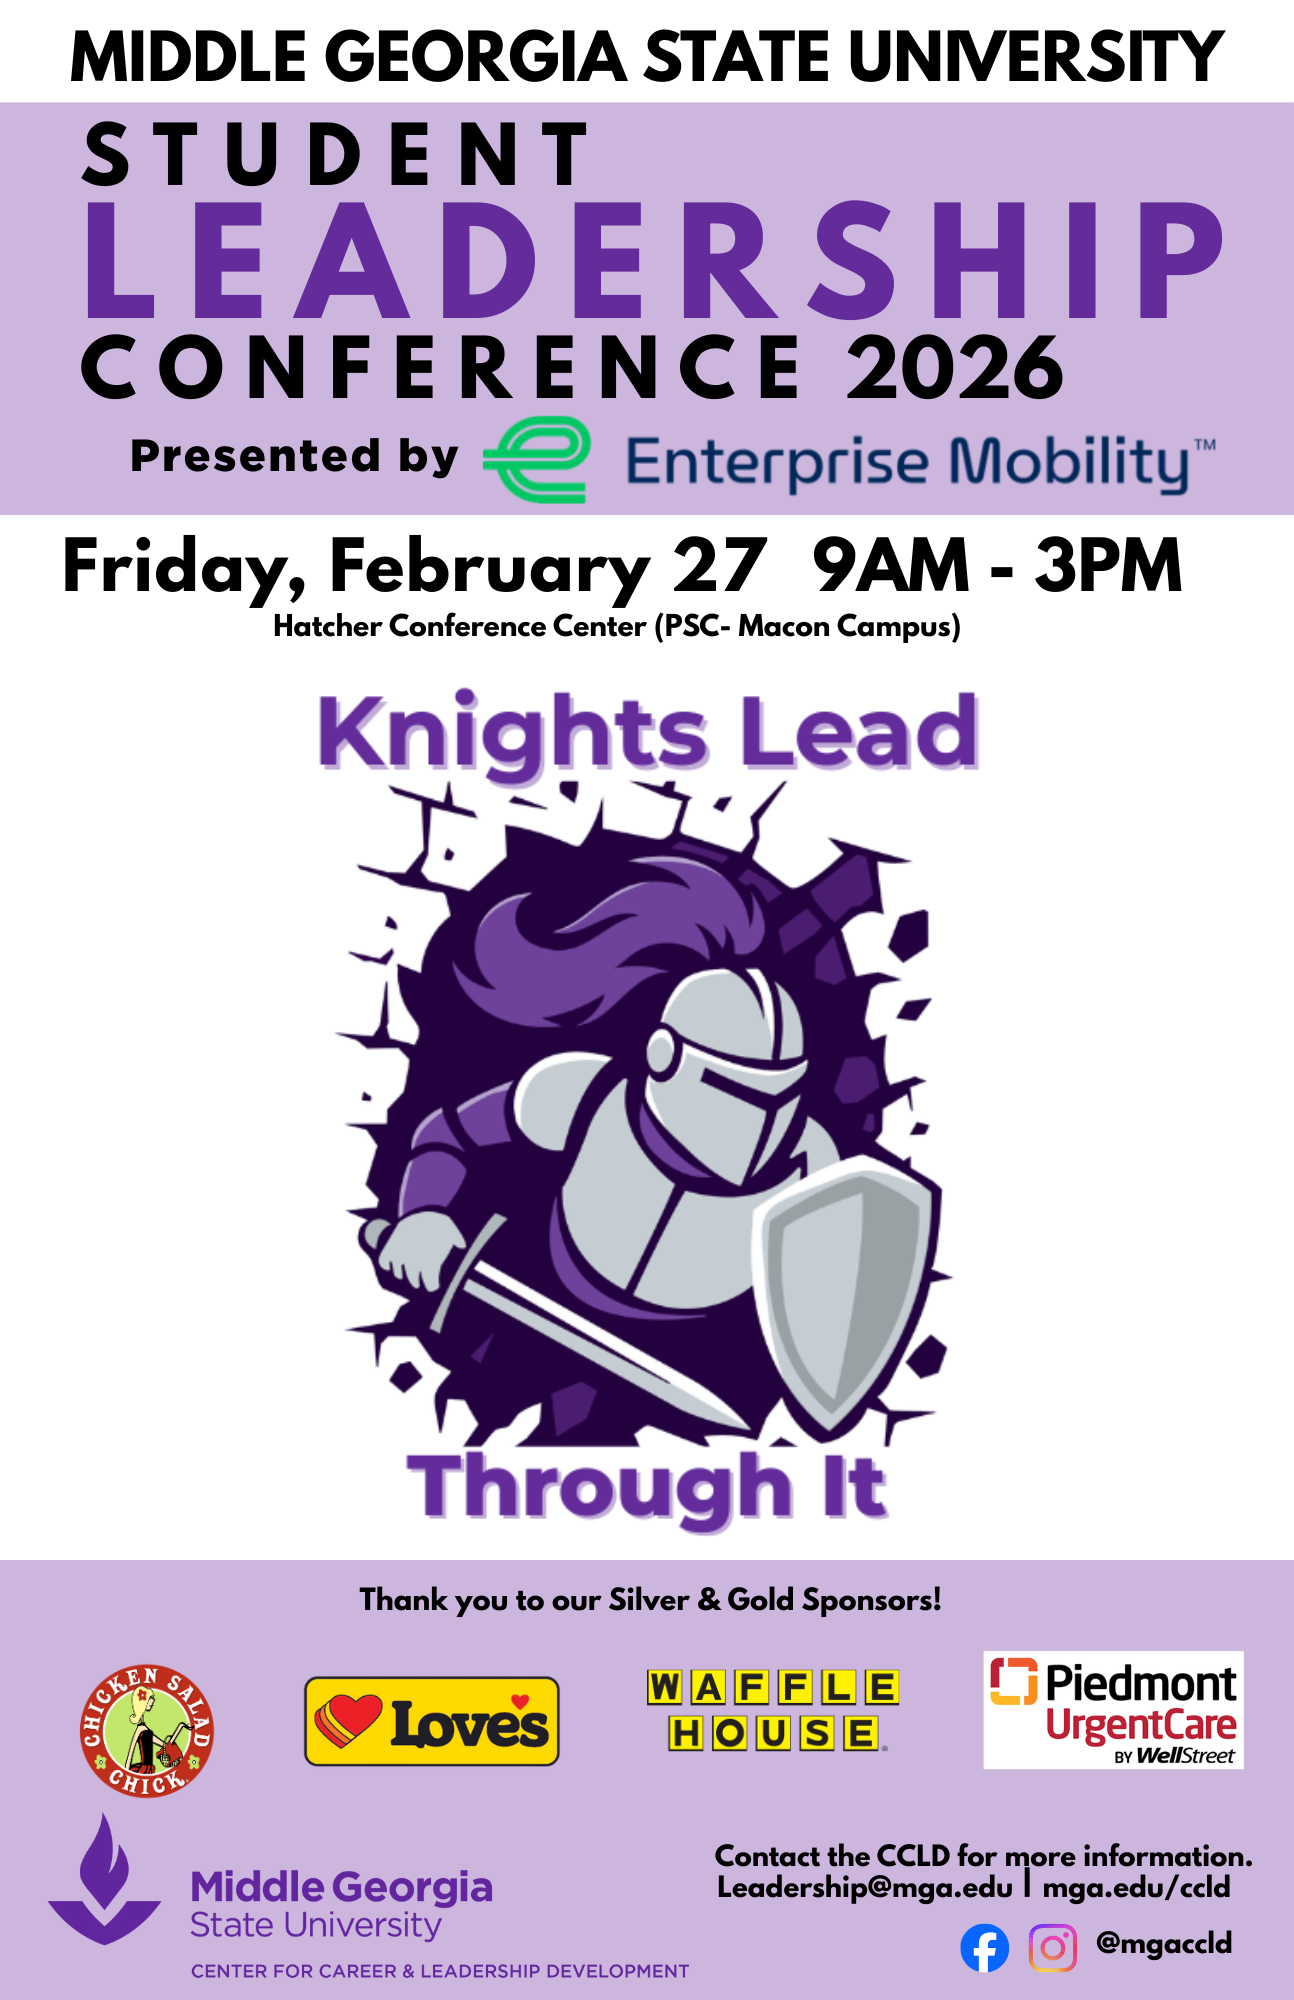 MIDDLE GEORGIA STATE UNIVERSITY
STUDENT
LEADERSHIP
CONFERENCE 2026
Presented by Enterprise Mobility™
Friday, February 27 9AM - 3PM
Hatcher Conference Center (PSC- Macon Campus)
Knights Lead
Through It
Thank you to our Silver & Gold Sponsors!
CHICKEN SALAD
CHICK
Love's
WAFFLE
HOUSE®
Piedmont
UrgentCare
BY WellStreet
Middle Georgia
State University
CENTER FOR CAREER & LEADERSHIP DEVELOPMENT
Contact the CCLD for more information.
Leadership@mga.edu | mga.edu/ccld
@mgaccld